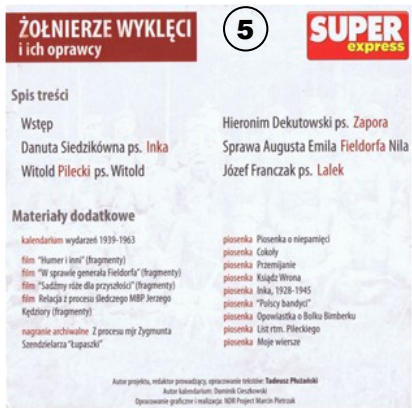 ŻOŁNIERZE WYKLĘCI
i ich oprawcy
5
SUPER
express
Spis treści
Wstęp
Danuta Siedzikówna ps. Inka
Witold Pilecki ps. Witold
Hieronim Dekutowski ps. Zapora
Sprawa Augusta Emila Fieldorfa Nila
Józef Franczak ps. Lalek
Materiały dodatkowe
kalendarium wydarzeń 1939-1963
film "Humer i inni" (fragmenty)
film "W sprawie generała Fieldorfa" (fragmenty)
film "Sadźmy róże dla przyszłości" (fragmenty)
film Relacja z procesu śledczego MBP Jerzego
Kędziory (fragmenty)
nagranie archiwalne Z procesu mjr Zygmunta
Szendzielarza "Łupaszki"
piosenka Piosenka o niepamięci
piosenka Cokoły
piosenka Przemijanie
piosenka Ksiądz Wrona
piosenka Inka, 1928-1945
piosenka "Polscy bandyci"
piosenka Opowiastka o Bolku Bimberku
piosenka List rtm. Pileckiego
piosenka Moje wiersze
Autor projektu, redaktor prowadzący, opracowanie tekstów: Tadeusz Płużański
Autor kalendarium: Dominik Cieszkowski
Opracowanie graficzne i realizacja: NDR Project Marcin Pietrzak